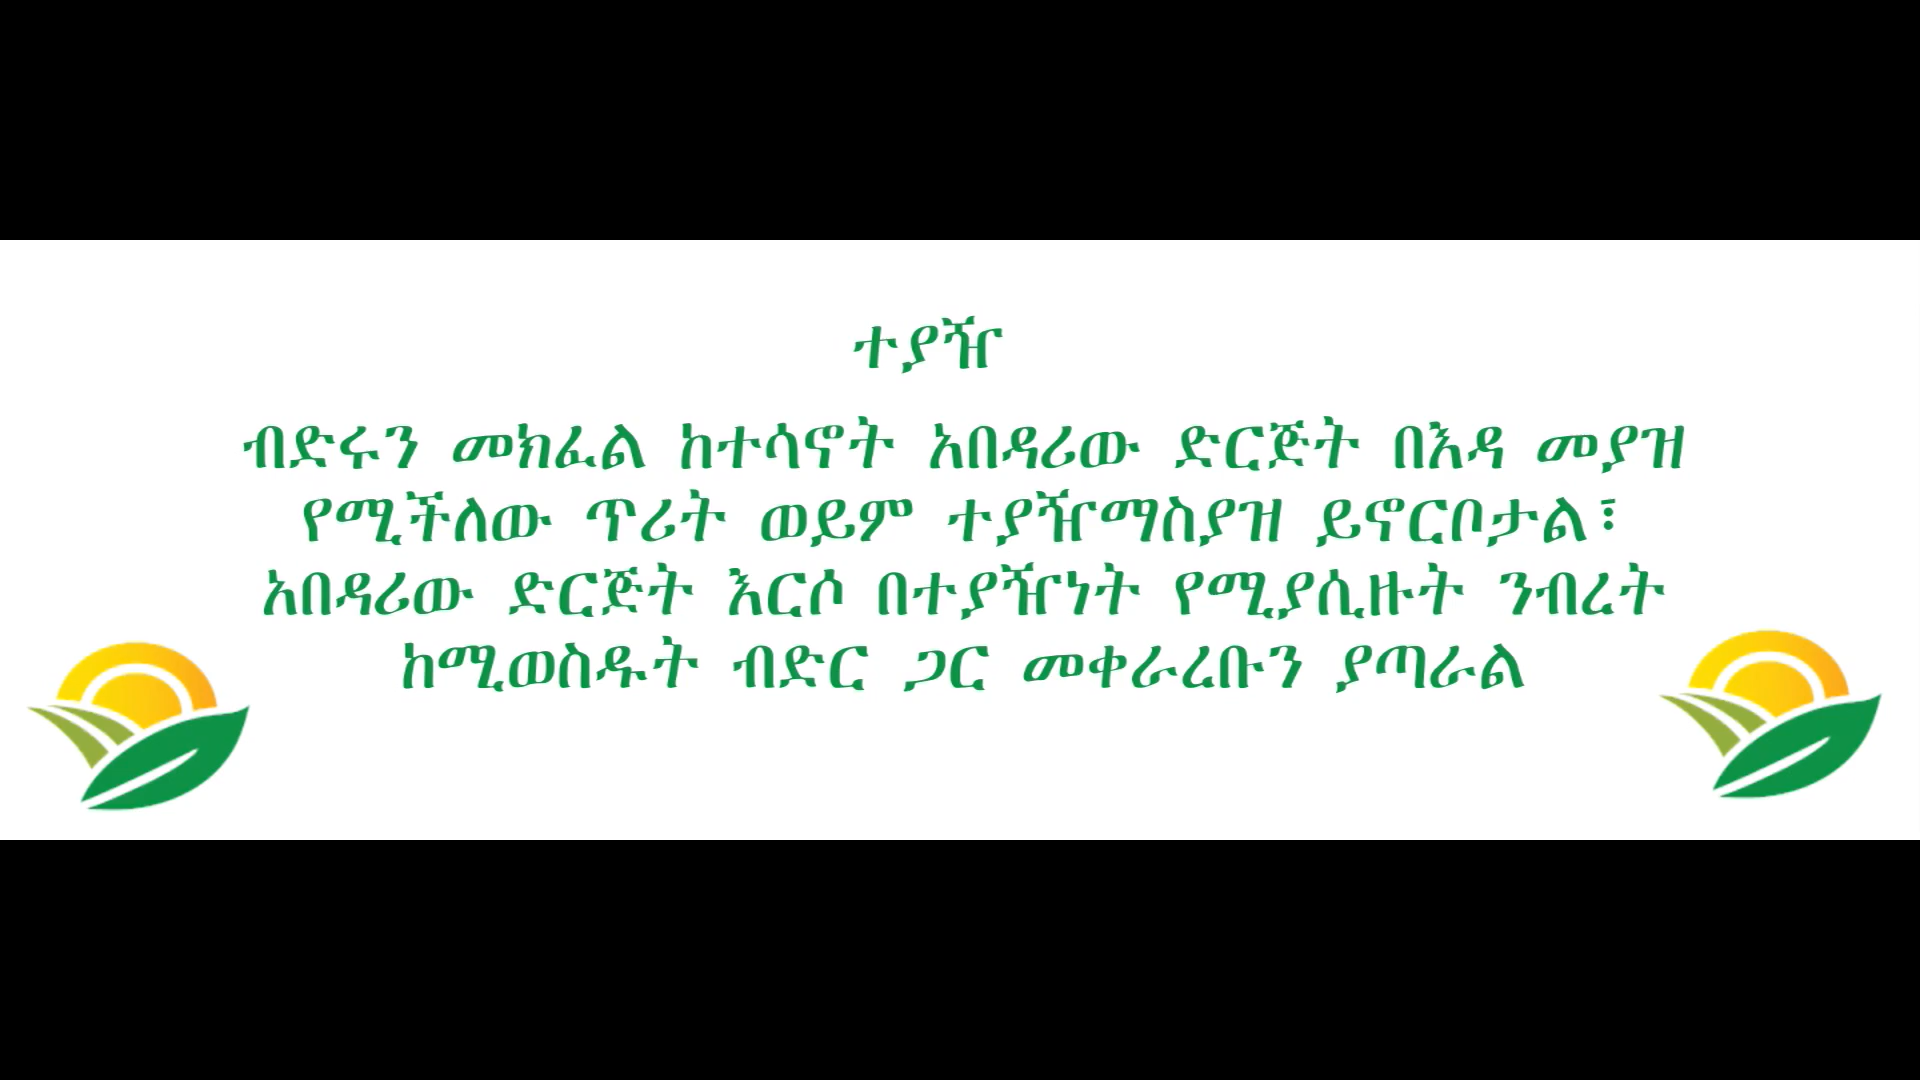 ተያዥ
ብድሩን መክፈል ከተሳኖት አበዳሪው ድርጅት በእዳ መያዝ
የሚችለው ጥሪት ወይም ተያዥማስያዝ ይኖርቦታል፣
አበዳሪው ድርጅት እርሶ በተያዥነት የሚያሲዙት ንብረት
ከሚወስዱት ብድር ጋር መቀራረቡን ያጣራል